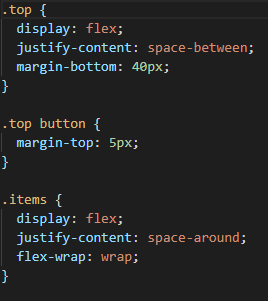 .top {
  display: flex;
  justify-content: space-between;
  margin-bottom: 40px;
}

.top button {
  margin-top: 5px;
}

.items {
  display: flex;
  justify-content: space-around;
  flex-wrap: wrap;
}